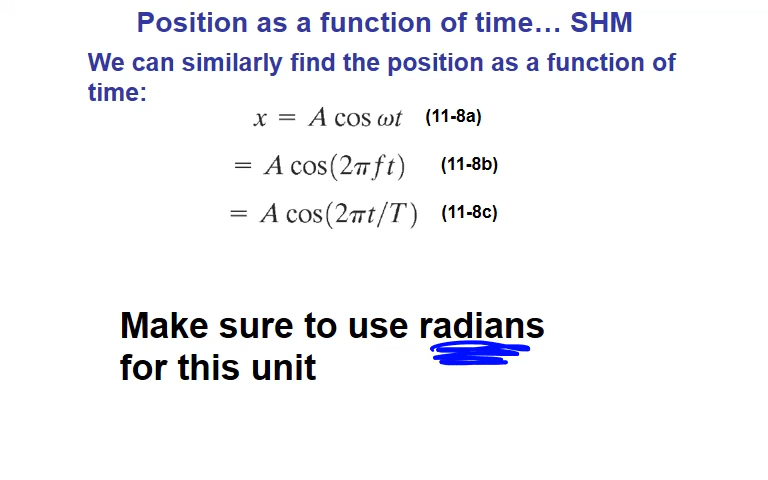 Position as a function of time… SHM
We can similarly find the position as a function of
time:
x = A cos ωt (11-8a)
= A cos(2πft) (11-8b)
= A cos(2πt/T) (11-8c)
Make sure to use radians
for this unit